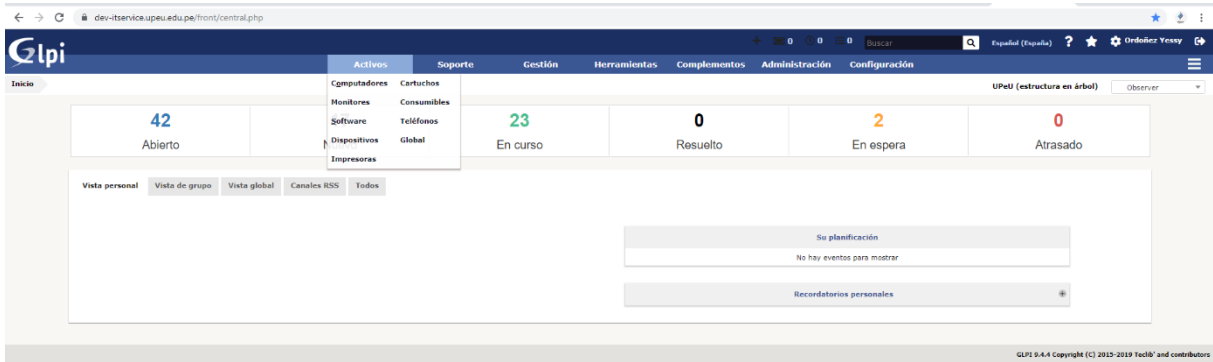 dev-itservice.upeu.edu.pe/front/central.php
Glpi
0 0 0 Buscar Español (España) ? Ordoñez Yessy
Activos Soporte Gestión Herramientas Complementos Administración Configuración
Inicio
UPeU (estructura en árbol) Observer
Computadores Cartuchos
Monitores Consumibles
Software Teléfonos
Dispositivos Global
Impresoras
42 23 0 2 0
Abierto En curso Resuelto En espera Atrasado
Vista personal Vista de grupo Vista global Canales RSS Todos
Su planificación
No hay eventos para mostrar
Recordatorios personales
GLPI 9.4.4 Copyright (C) 2015-2019 Teclib' and contributors